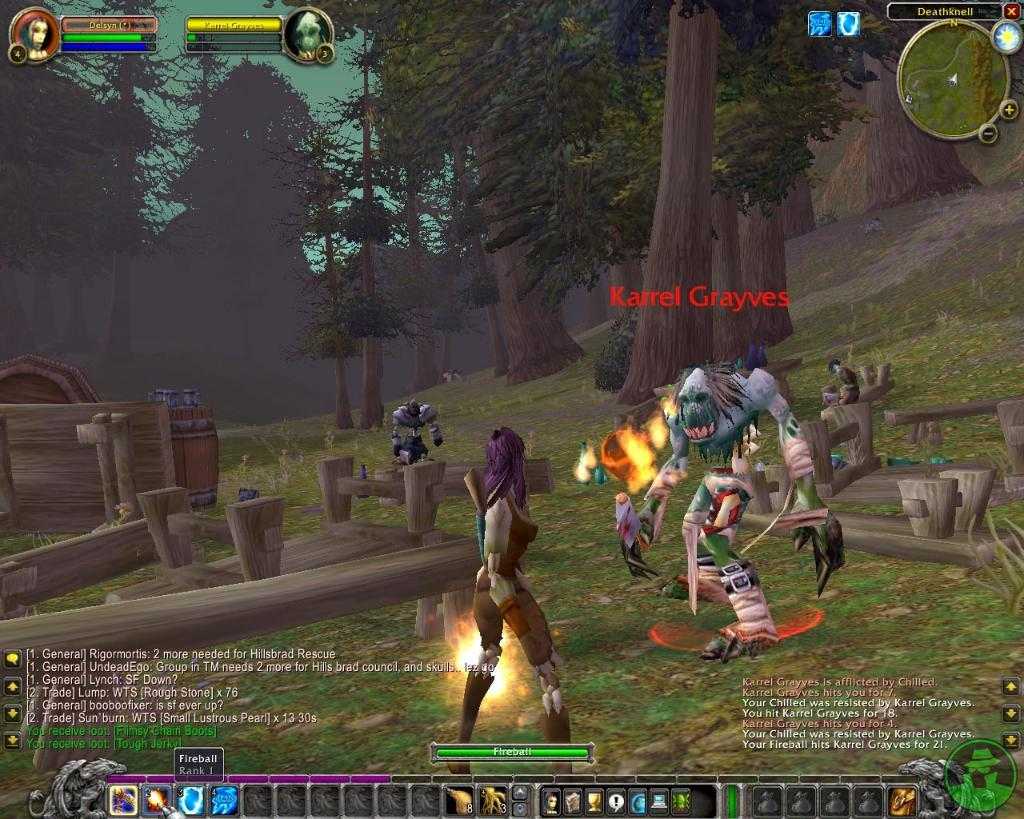 Delsyn (*)
4
Karrel Grayves
3
Deathknell
N
Karrel Grayves
[1. General] Rigormortis: 2 more needed for Hillsbrad Rescue
[1. General] UndeadEgo: Group in TM needs 2 more for Hills brad council, and skulls.. lez go
[1. General] Lynch: SF Down?
[2. Trade] Lump: WTS [Rough Stone] x 76
[1. General] booboofixer: is sf ever up?
[2. Trade] Sun'burn: WTS [Small Lustrous Pearl] x 13 30s
You receive loot: [Flimsy Chain Boots]
You receive loot: [Tough Jerky]
Karrel Grayves is afflicted by Chilled.
Karrel Grayves hits you for 7.
Your Chilled was resisted by Karrel Grayves.
You hit Karrel Grayves for 18.
Karrel Grayves hits you for 4.
Your Chilled was resisted by Karrel Grayves.
Your Fireball hits Karrel Grayves for 21.
Fireball
Fireball
Rank 1
8
3